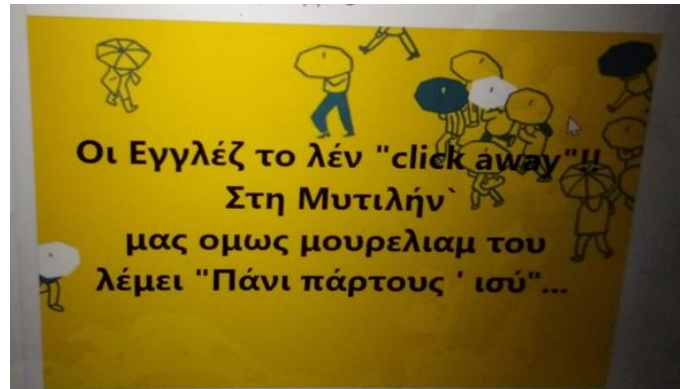 Οι Εγγλέζ το λέν "click away"!!
Στη Μυτιλήν`
μας ομως μουρελιαμ του
λέμει "Πάνι πάρτους ' ισύ"...